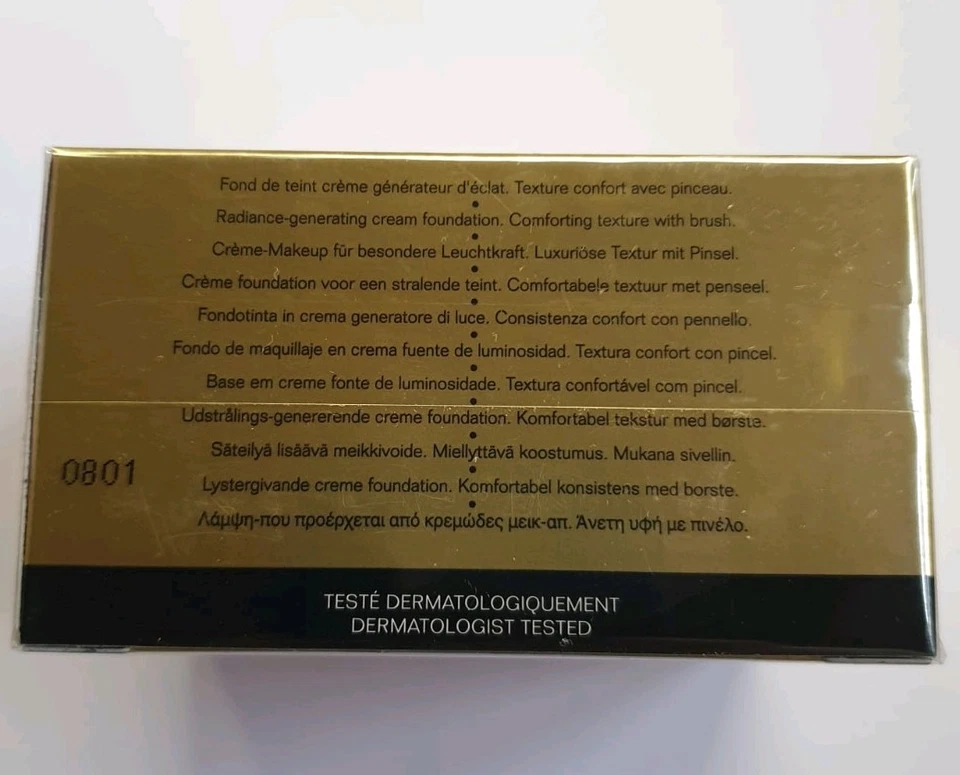 Fond de teint crème générateur d'éclat. Texture confort avec pinceau.
Radiance-generating cream foundation. Comforting texture with brush.
Crème-Makeup für besondere Leuchtkraft. Luxuriöse Textur mit Pinsel.
Crème foundation voor een stralende teint. Comfortabele textuur met penseel.
Fondotinta in crema generatore di luce. Consistenza confort con pennello.
Fondo de maquillaje en crema fuente de luminosidad. Textura confort con pincel.
Base em creme fonte de luminosidade. Textura confortável com pincel.
Udstrålings-genererende creme foundation. Komfortabel tekstur med børste.
Säteilyä lisäävä meikkivoide. Miellyttävä koostumus. Mukana sivellin.
0801
Lystergivande creme foundation. Komfortabel konsistens med borste.
Λάμψη-που προέρχεται από κρεμώδες μεικ-απ. Άνετη υφή με πινέλο.
TESTÉ DERMATOLOGIQUEMENT
DERMATOLOGIST TESTED